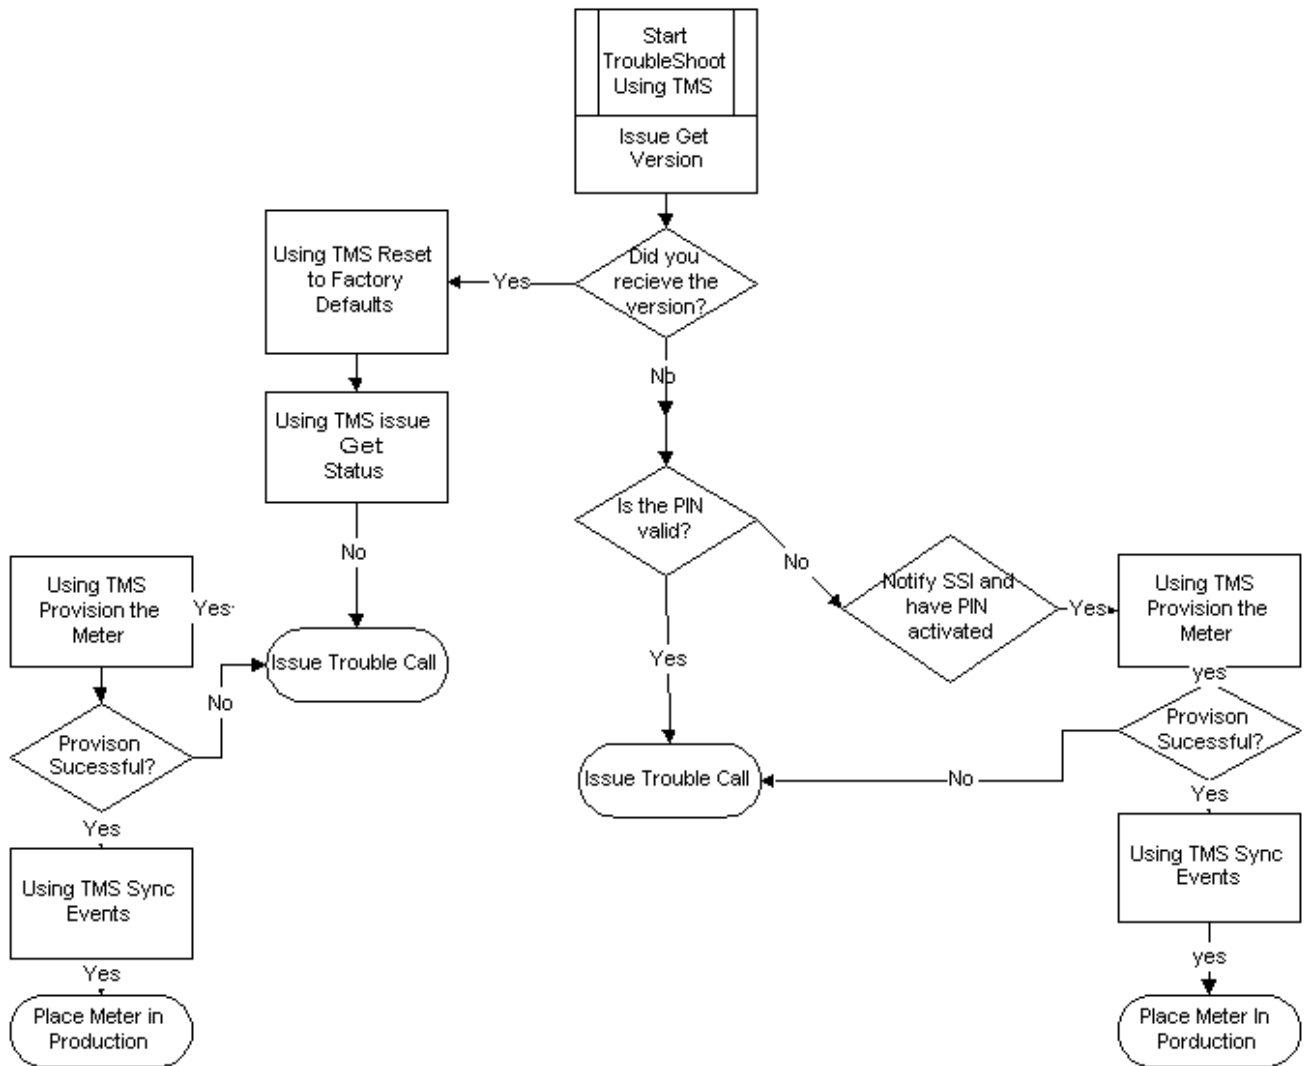 Start
TroubleShoot
Using TMS
Issue Get
Version
Did you
recieve the
version?
Yes
Using TMS Reset
to Factory
Defaults
No
Using TMS issue
Get
Status
Is the PIN
valid?
No
No
Notify SSI and
have PIN
activated
Yes
Using TMS
Provision the
Meter
Using TMS
Provision the
Meter
Yes
Issue Trouble Call
Yes
yes
No
Provison
Sucessful?
Provison
Sucessful?
Issue Trouble Call
No
Yes
Yes
Using TMS Sync
Events
Using TMS Sync
Events
Yes
yes
Place Meter in
Production
Place Meter In
Porduction